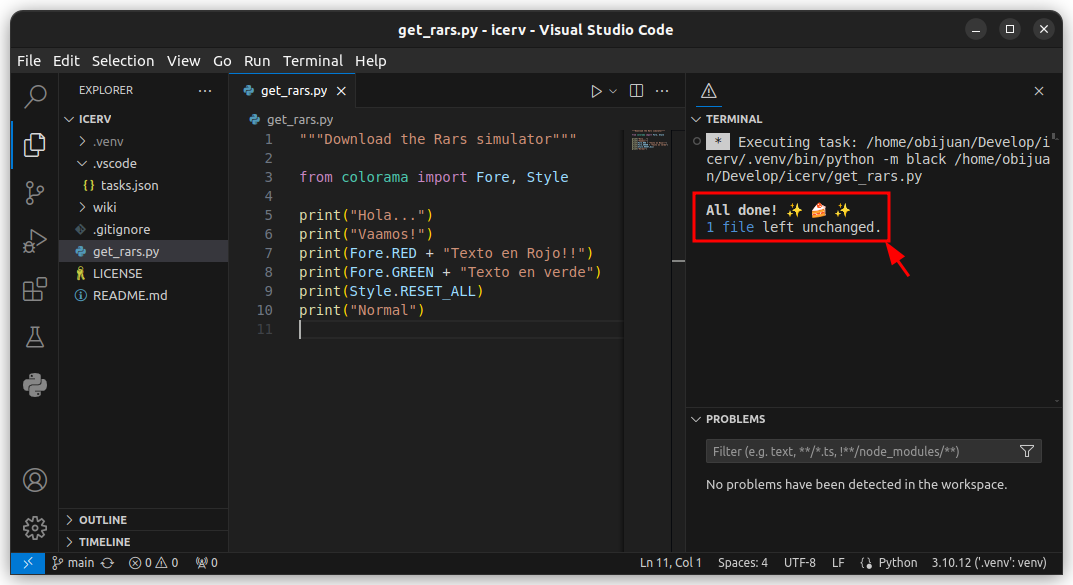 get_rars.py - icerv - Visual Studio Code
File Edit Selection View Go Run Terminal Help
EXPLORER
ICERV
.venv
.vscode
{} tasks.json
wiki
.gitignore
get_rars.py
LICENSE
README.md
OUTLINE
TIMELINE
get_rars.py
get_rars.py
1 """Download the Rars simulator"""
2
3 from colorama import Fore, Style
4
5 print("Hola...")
6 print("Vaamos!")
7 print(Fore.RED + "Texto en Rojo!!")
8 print(Fore.GREEN + "Texto en verde")
9 print(Style.RESET_ALL)
10 print("Normal")
11
TERMINAL
* Executing task: /home/obijuan/Develop/i
cerv/.venv/bin/python -m black /home/obijua
n/Develop/icerv/get_rars.py
All done! ✨ 🍰 ✨
1 file left unchanged.
PROBLEMS
Filter (e.g. text, **/*.ts, !**/node_modules/**)
No problems have been detected in the workspace.
main 0 0 0 Ln 11, Col 1 Spaces: 4 UTF-8 LF {} Python 3.10.12 ('.venv': venv)